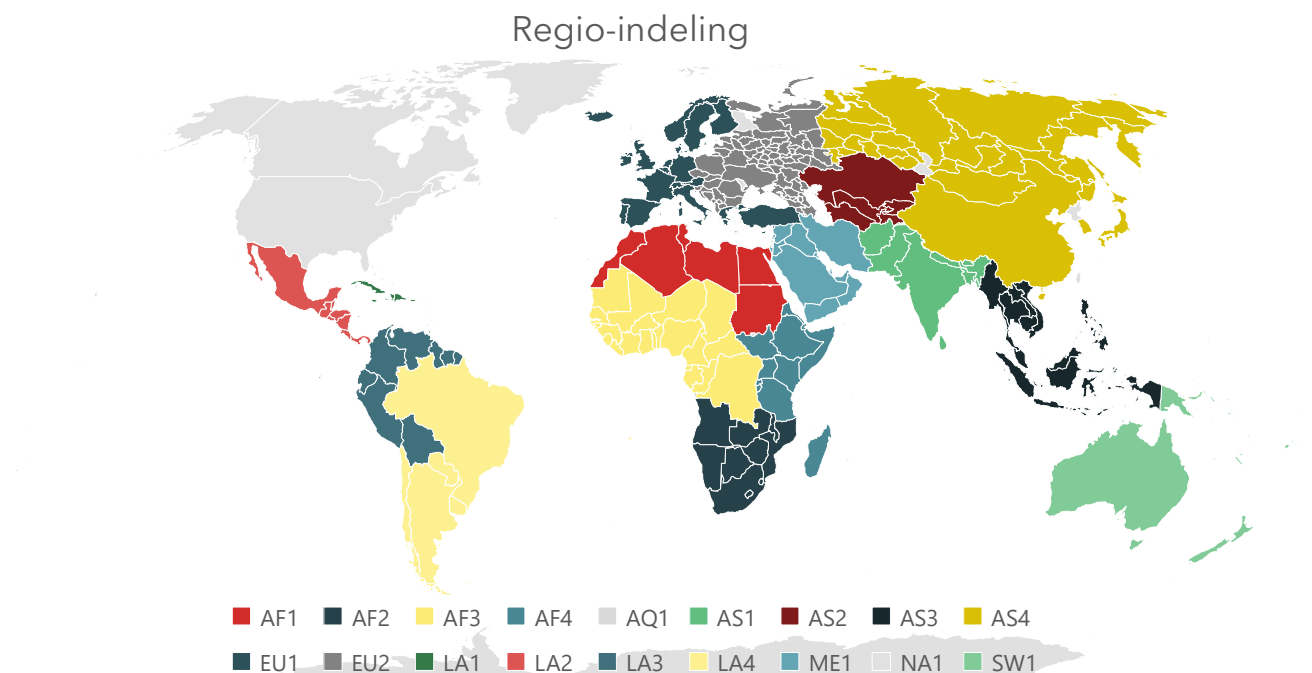 Regio-indeling
AF1 AF2 AF3 AF4 AQ1 AS1 AS2 AS3 AS4
EU1 EU2 LA1 LA2 LA3 LA4 ME1 NA1 SW1